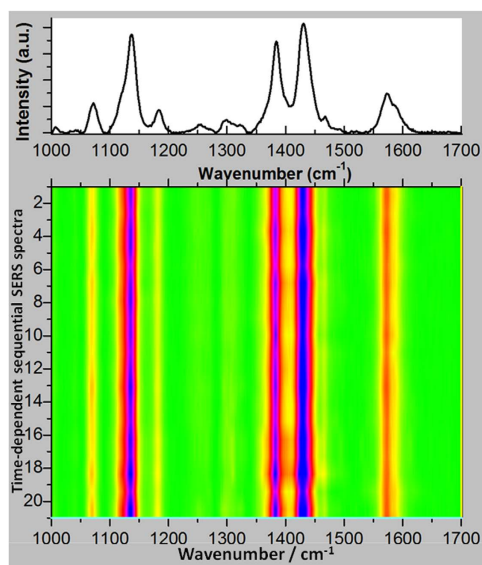 Intensity (a.u.)
1000 1100 1200 1300 1400 1500 1600 1700
Wavenumber (cm-1)
Time-dependent sequential SERS spectra
2
4
6
8
10
12
14
16
18
20
1000 1100 1200 1300 1400 1500 1600 1700
Wavenumber / cm-1